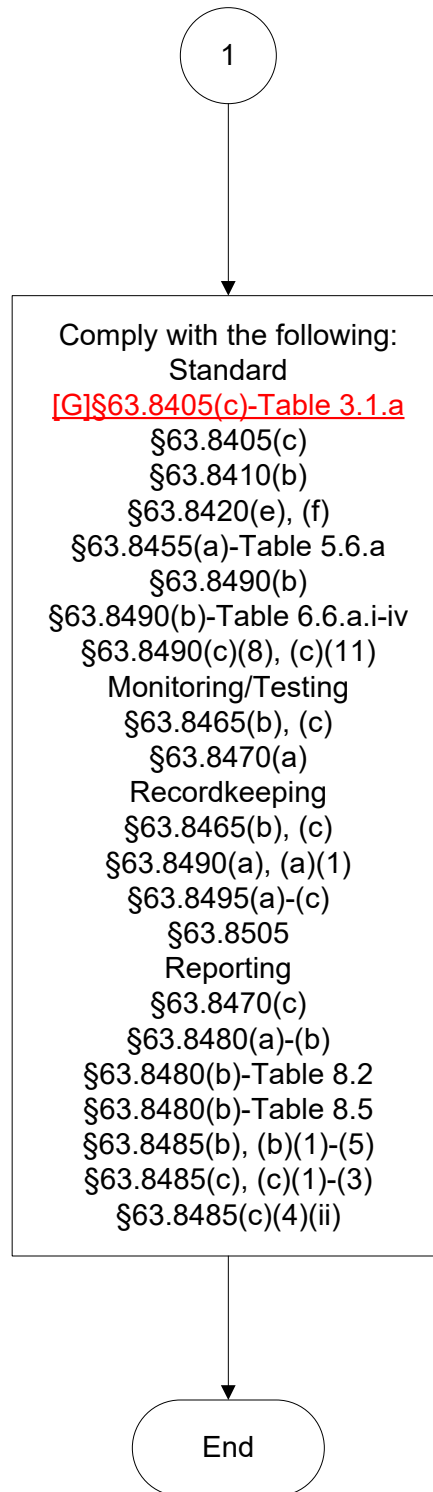 1
Comply with the following:
Standard
[G]§63.8405(c)-Table 3.1.a
§63.8405(c)
§63.8410(b)
§63.8420(e), (f)
§63.8455(a)-Table 5.6.a
§63.8490(b)
§63.8490(b)-Table 6.6.a.i-iv
§63.8490(c)(8), (c)(11)
Monitoring/Testing
§63.8465(b), (c)
§63.8470(a)
Recordkeeping
§63.8465(b), (c)
§63.8490(a), (a)(1)
§63.8495(a)-(c)
§63.8505
Reporting
§63.8470(c)
§63.8480(a)-(b)
§63.8480(b)-Table 8.2
§63.8480(b)-Table 8.5
§63.8485(b), (b)(1)-(5)
§63.8485(c), (c)(1)-(3)
§63.8485(c)(4)(ii)
End